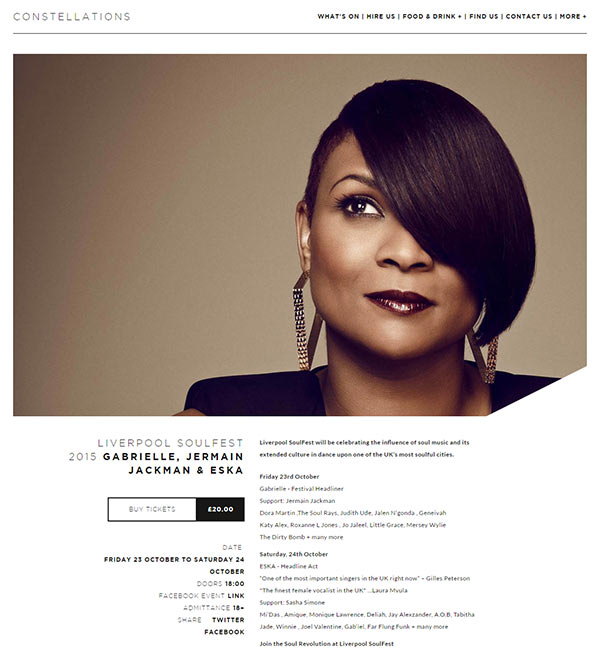 CONSTELLATIONS
WHAT'S ON | HIRE US | FOOD & DRINK + | FIND US | CONTACT US | MORE +
LIVERPOOL SOULFEST
2015 GABRIELLE, JERMAIN
JACKMAN & ESKA
BUY TICKETS £20.00
DATE
FRIDAY 23 OCTOBER TO SATURDAY 24
OCTOBER
DOORS 18:00
FACEBOOK EVENT LINK
ADMITTANCE 18+
SHARE TWITTER
FACEBOOK
Liverpool SoulFest will be celebrating the influence of soul music and its
extended culture in dance upon one of the UK's most soulful cities.
Friday 23rd October
Gabrielle - Festival Headliner
Support: Jermain Jackman
Dora Martin ,The Soul Rays, Judith Ude, Jalen N'gonda , Geneivah
Katy Alex, Roxanne L Jones , Jo Jaleel, Little Grace, Mersey Wylie
The Dirty Bomb + many more
Saturday, 24th October
ESKA - Headline Act
"One of the most important singers in the UK right now" – Gilles Peterson
"The finest female vocalist in the UK" ...Laura Mvula
Support: Sasha Simone
Mi'Das , Amique, Monique Lawrence, Deliah, Jay Alexzander, A.O.B, Tabitha
Jade, Winnie , Joel Valentine, Gab'iel, Far Flung Funk + many more
Join the Soul Revolution at Liverpool SoulFest